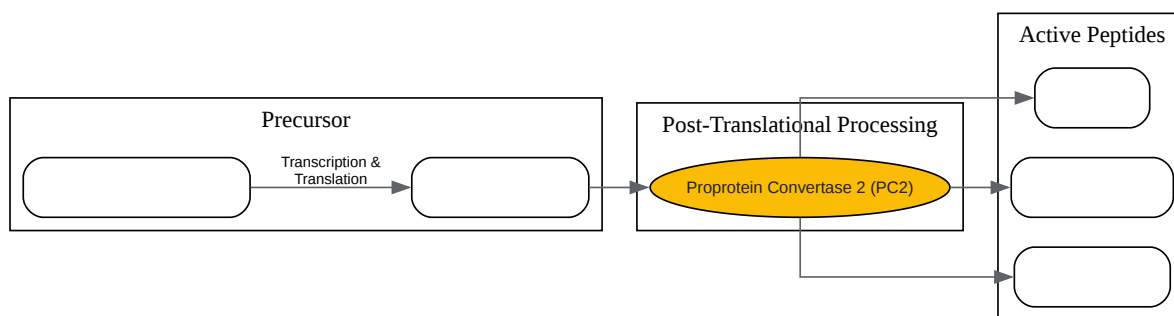 Active Peptides
Precursor
Post-Translational Processing
Transcription &
Translation
Proprotein Convertase 2 (PC2)